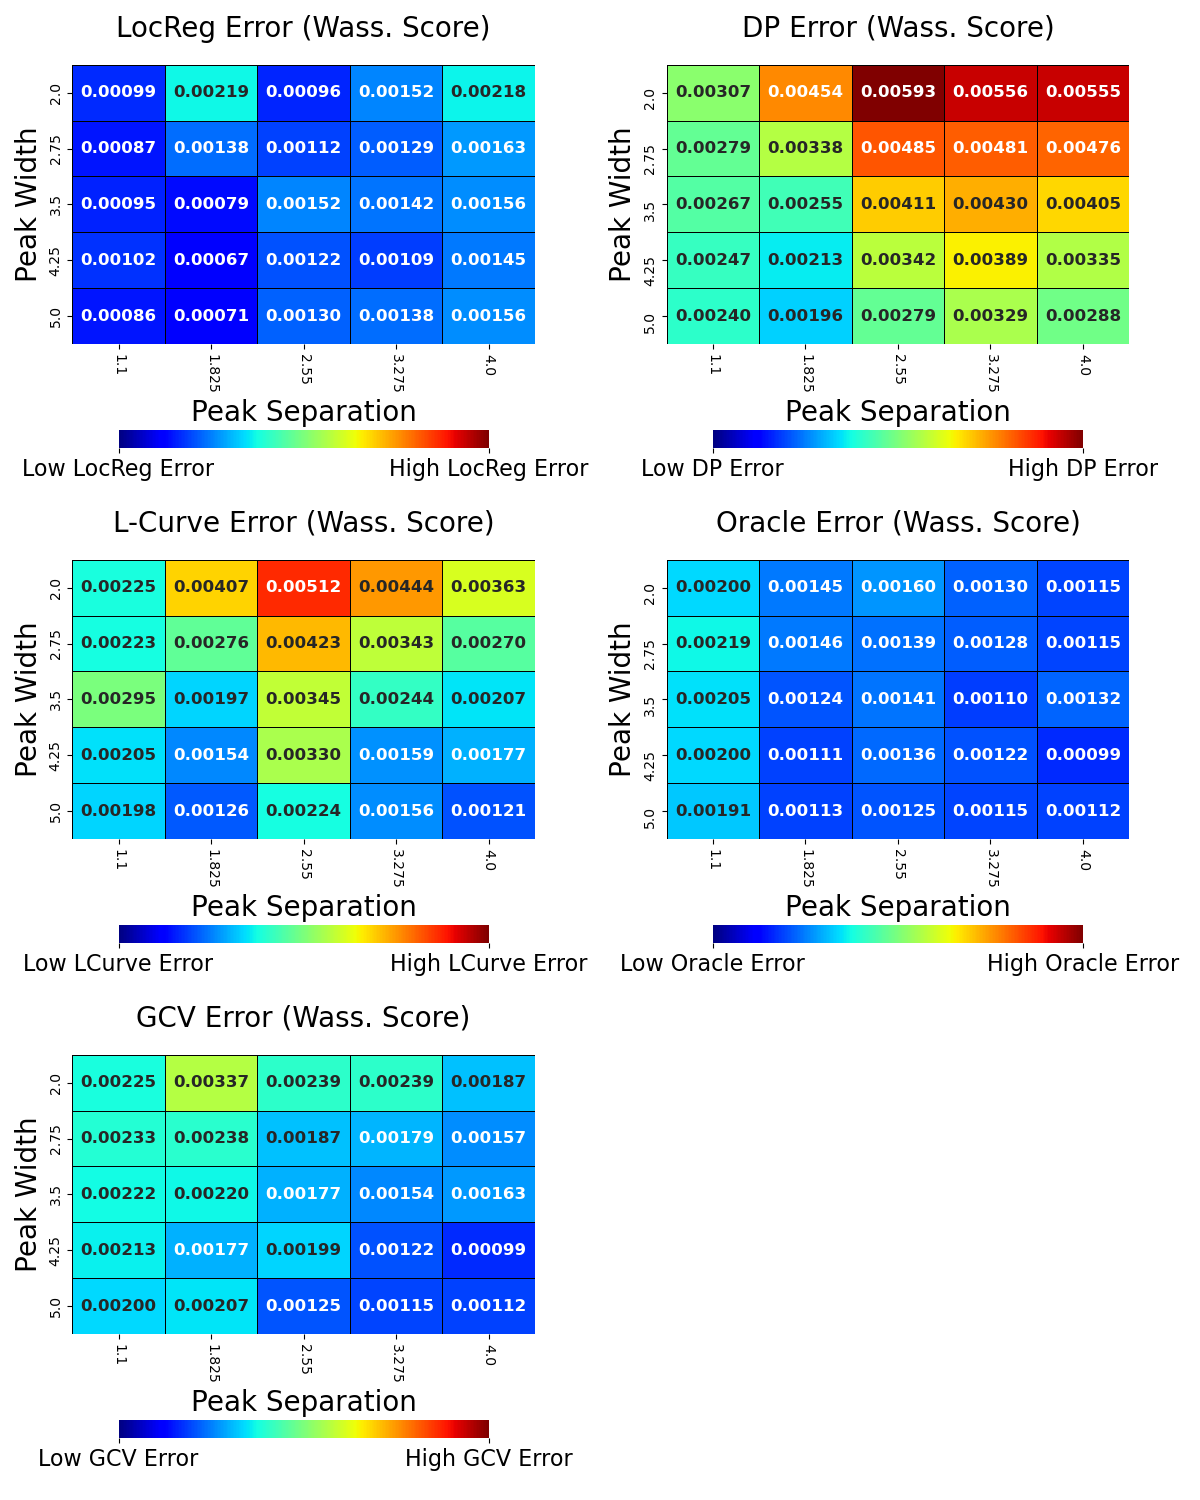 LocReg Error (Wass. Score)
Peak Width
2.0 0.00099 0.00219 0.00096 0.00152 0.00218
2.75 0.00087 0.00138 0.00112 0.00129 0.00163
3.5 0.00095 0.00079 0.00152 0.00142 0.00156
4.25 0.00102 0.00067 0.00122 0.00109 0.00145
5.0 0.00086 0.00071 0.00130 0.00138 0.00156
1.1 1.825 2.55 3.275 4.0
Peak Separation
Low LocReg Error High LocReg Error
DP Error (Wass. Score)
Peak Width
2.0 0.00307 0.00454 0.00593 0.00556 0.00555
2.75 0.00279 0.00338 0.00485 0.00481 0.00476
3.5 0.00267 0.00255 0.00411 0.00430 0.00405
4.25 0.00247 0.00213 0.00342 0.00389 0.00335
5.0 0.00240 0.00196 0.00279 0.00329 0.00288
1.1 1.825 2.55 3.275 4.0
Peak Separation
Low DP Error High DP Error
L-Curve Error (Wass. Score)
Peak Width
2.0 0.00225 0.00407 0.00512 0.00444 0.00363
2.75 0.00223 0.00276 0.00423 0.00343 0.00270
3.5 0.00295 0.00197 0.00345 0.00244 0.00207
4.25 0.00205 0.00154 0.00330 0.00159 0.00177
5.0 0.00198 0.00126 0.00224 0.00156 0.00121
1.1 1.825 2.55 3.275 4.0
Peak Separation
Low LCurve Error High LCurve Error
Oracle Error (Wass. Score)
Peak Width
2.0 0.00200 0.00145 0.00160 0.00130 0.00115
2.75 0.00219 0.00146 0.00139 0.00128 0.00115
3.5 0.00205 0.00124 0.00141 0.00110 0.00132
4.25 0.00200 0.00111 0.00136 0.00122 0.00099
5.0 0.00191 0.00113 0.00125 0.00115 0.00112
1.1 1.825 2.55 3.275 4.0
Peak Separation
Low Oracle Error High Oracle Error
GCV Error (Wass. Score)
Peak Width
2.0 0.00225 0.00337 0.00239 0.00239 0.00187
2.75 0.00233 0.00238 0.00187 0.00179 0.00157
3.5 0.00222 0.00220 0.00177 0.00154 0.00163
4.25 0.00213 0.00177 0.00199 0.00122 0.00099
5.0 0.00200 0.00207 0.00125 0.00115 0.00112
1.1 1.825 2.55 3.275 4.0
Peak Separation
Low GCV Error High GCV Error